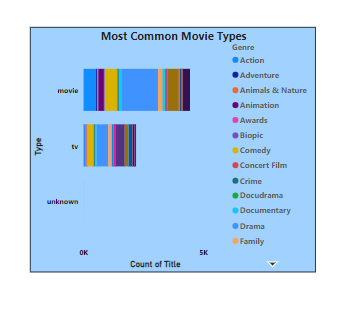 Most Common Movie Types
Genre
Action
Adventure
Animals & Nature
Animation
Awards
Biopic
Comedy
Concert Film
Crime
Docudrama
Documentary
Drama
Family
Type
movie
tv
unknown
0K
5K
Count of Title